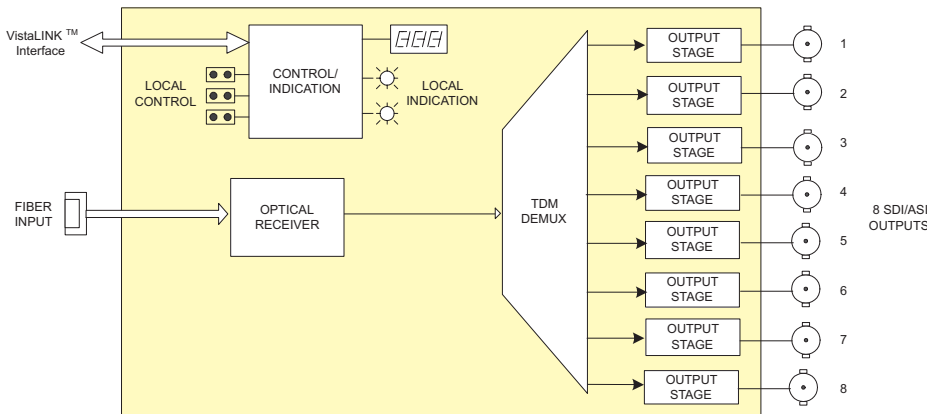 VistaLINK ™
Interface
LOCAL
CONTROL
CONTROL/
INDICATION
LOCAL
INDICATION
FIBER
INPUT
OPTICAL
RECEIVER
TDM
DEMUX
OUTPUT
STAGE
1
OUTPUT
STAGE
2
OUTPUT
STAGE
3
OUTPUT
STAGE
4
OUTPUT
STAGE
5
OUTPUT
STAGE
6
OUTPUT
STAGE
7
OUTPUT
STAGE
8
8 SDI/ASI
OUTPUTS